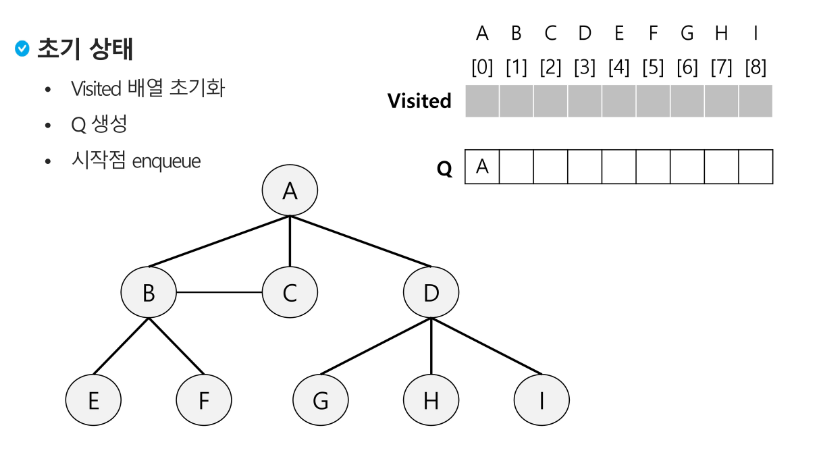 초기 상태
• Visited 배열 초기화
• Q 생성
• 시작점 enqueue
A B C D E F G H I
[0] [1] [2] [3] [4] [5] [6] [7] [8]
Visited
Q A
A
B C D
E F G H I